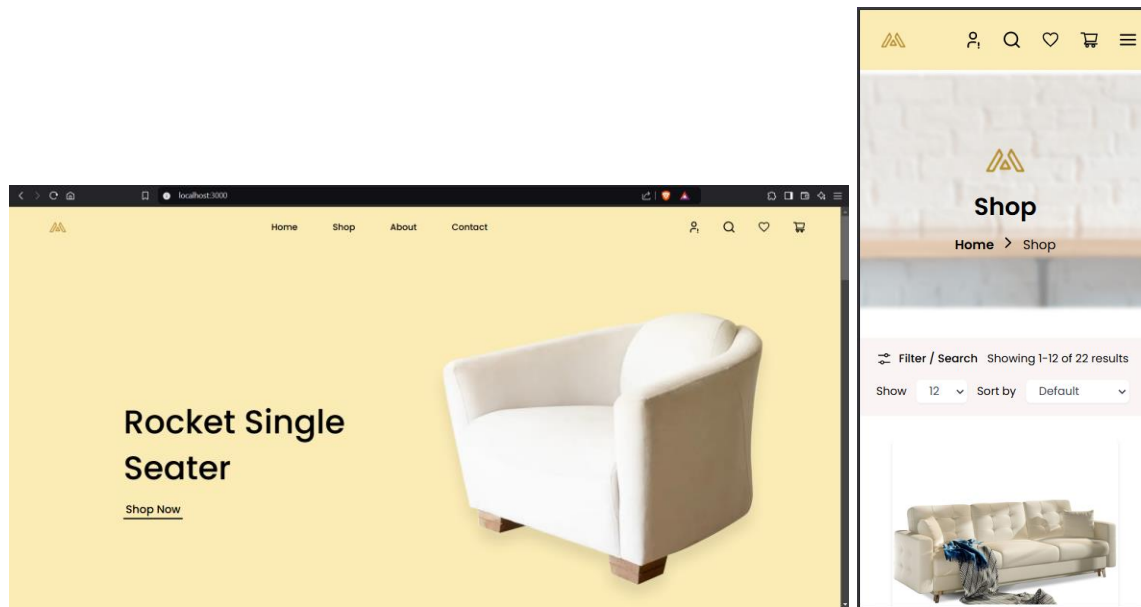 localhost:3000
Home Shop About Contact
Rocket Single
Seater
Shop Now
Shop
Home > Shop
Filter / Search Showing 1-12 of 22 results
Show 12 Sort by Default